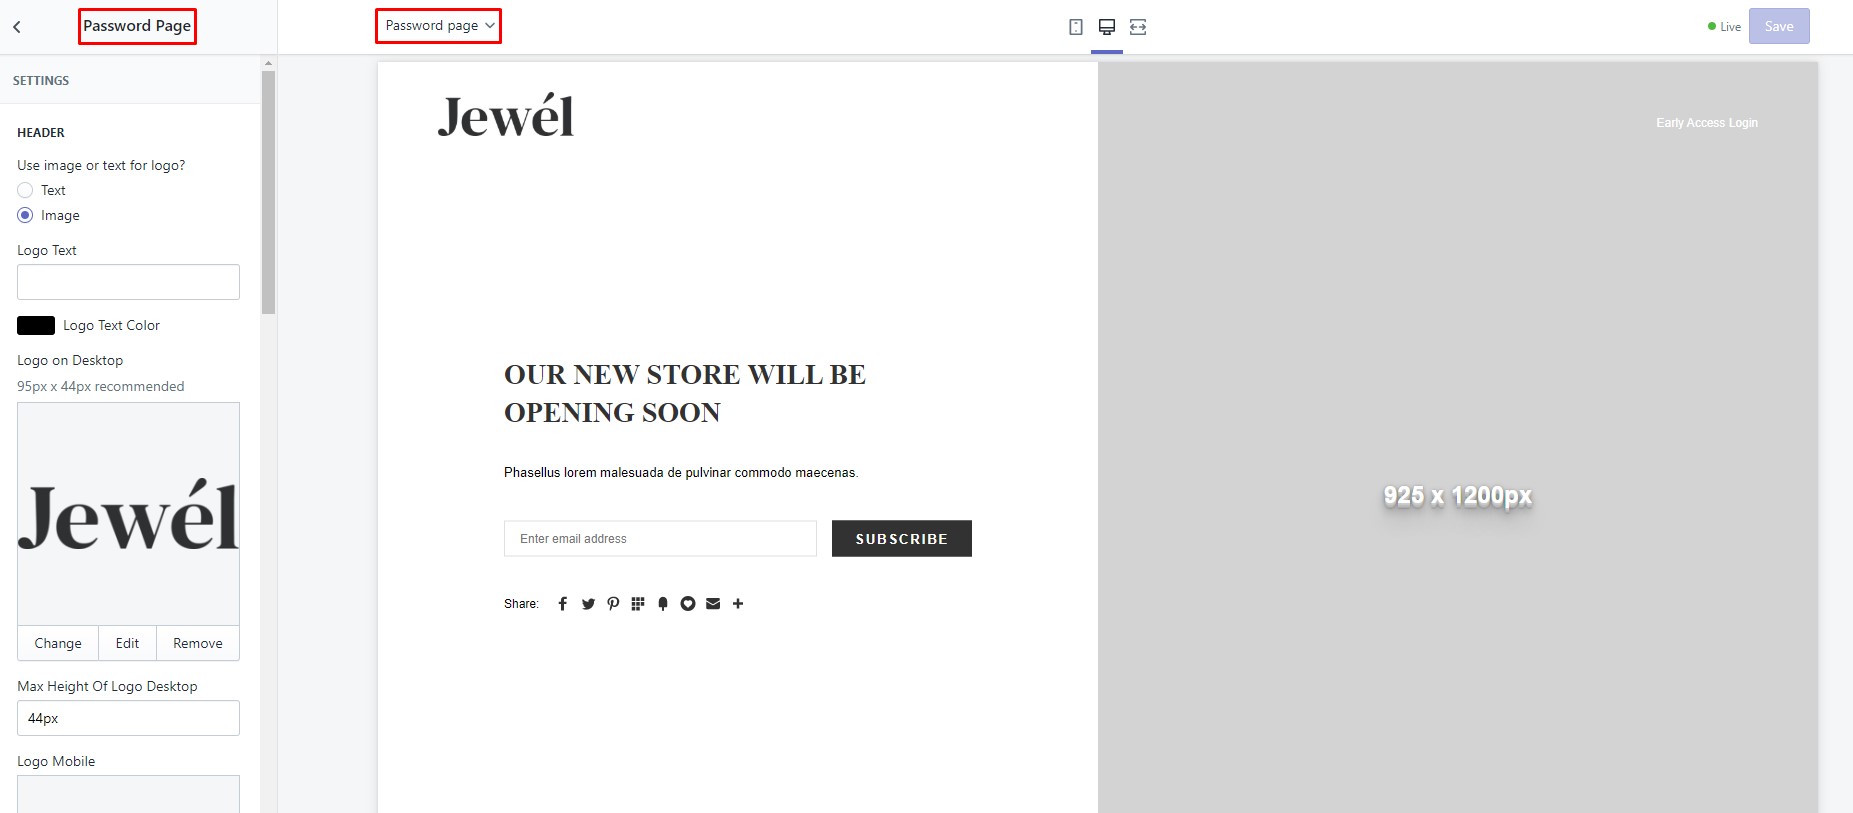 Password Page
Password page
Live
Save
SETTINGS
HEADER
Use image or text for logo?
Text
Image
Logo Text
Logo Text Color
Logo on Desktop
95px x 44px recommended
Jewél
Change
Edit
Remove
Max Height Of Logo Desktop
44px
Logo Mobile
Jewél
Early Access Login
OUR NEW STORE WILL BE
OPENING SOON
Phasellus lorem malesuada de pulvinar commodo maecenas.
Enter email address
SUBSCRIBE
Share:
925 x 1200px